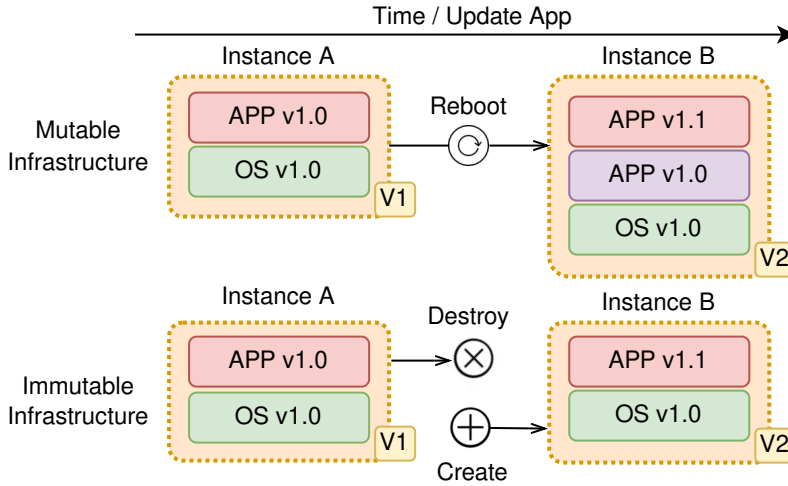 Time / Update App
Instance A
Instance B
Mutable
Infrastructure
APP v1.0
OS v1.0
V1
Reboot
APP v1.1
APP v1.0
OS v1.0
V2
Instance A
Instance B
Immutable
Infrastructure
APP v1.0
OS v1.0
V1
Destroy
Create
APP v1.1
OS v1.0
V2